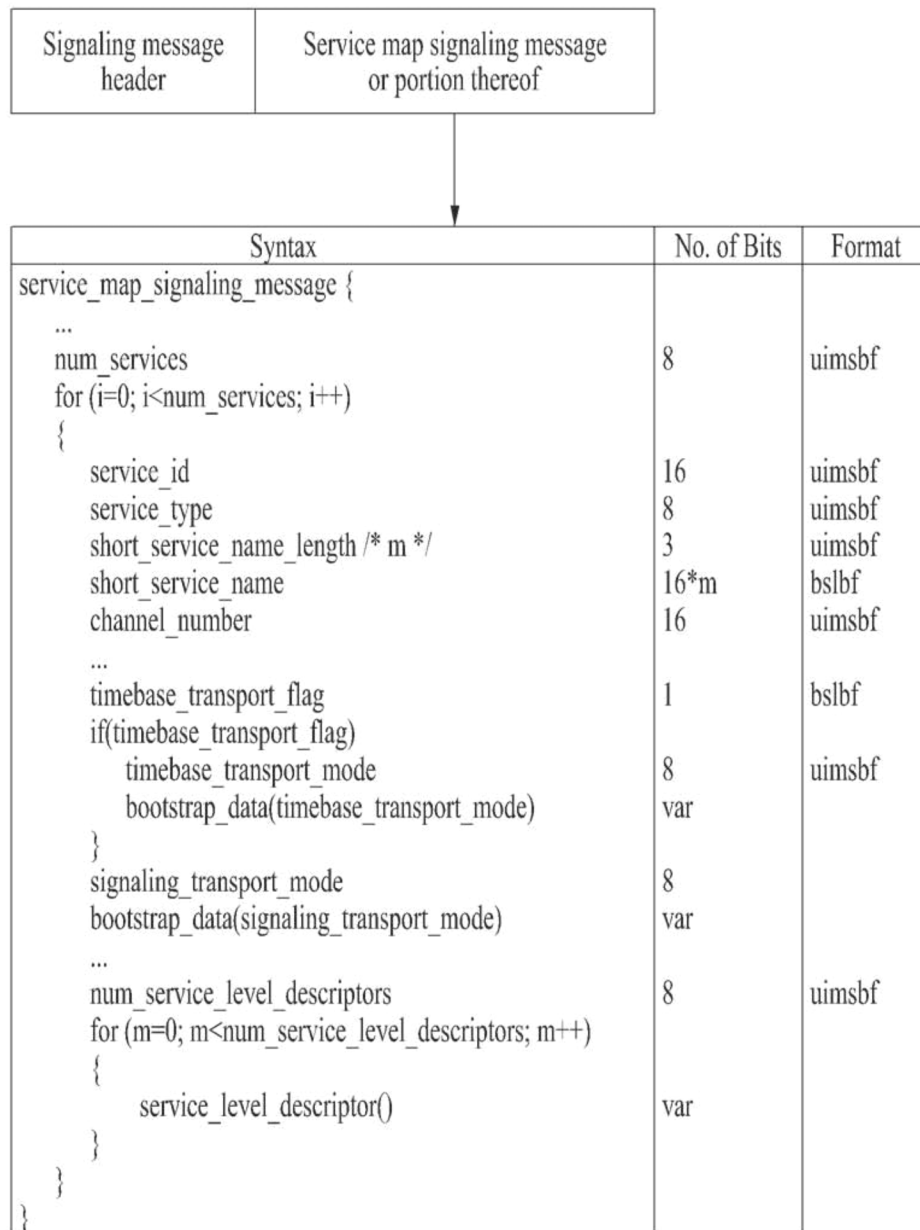 Signaling message
header
Service map signaling message
or portion thereof
Syntax No. of Bits Format
service_map_signaling_message {
...
num_services 8 uimsbf
for (i=0; i<num_services; i++)
{
service_id 16 uimsbf
service_type 8 uimsbf
short_service_name_length /* m */ 3 uimsbf
short_service_name 16*m bslbf
channel_number 16 uimsbf
...
timebase_transport_flag 1 bslbf
if(timebase_transport_flag)
timebase_transport_mode 8 uimsbf
bootstrap_data(timebase_transport_mode) var
}
signaling_transport_mode 8
bootstrap_data(signaling_transport_mode) var
...
num_service_level_descriptors 8 uimsbf
for (m=0; m<num_service_level_descriptors; m++)
{
service_level_descriptor() var
}
}
}